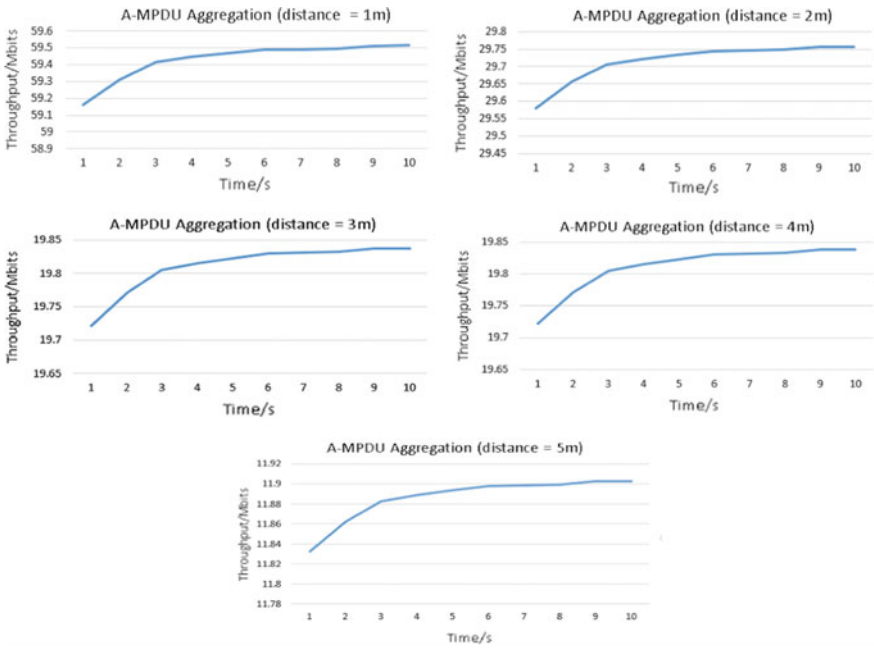 A-MPDU Aggregation (distance = 1m)
Throughput/Mbits
59.6
59.5
59.4
59.3
59.2
59.1
59
58.9
1 2 3 4 5 6 7 8 9 10
Time/s
A-MPDU Aggregation (distance = 2m)
Throughput/Mbits
29.8
29.75
29.7
29.65
29.6
29.55
29.5
29.45
1 2 3 4 5 6 7 8 9 10
Time/s
A-MPDU Aggregation (distance = 3m)
Throughput/Mbits
19.85
19.8
19.75
19.7
19.65
1 2 3 4 5 6 7 8 9 10
Time/s
A-MPDU Aggregation (distance = 4m)
Throughput/Mbits
19.85
19.8
19.75
19.7
19.65
1 2 3 4 5 6 7 8 9 10
Time/s
A-MPDU Aggregation (distance = 5m)
Throughput/Mbits
11.92
11.9
11.88
11.86
11.84
11.82
11.8
11.78
1 2 3 4 5 6 7 8 9 10
Time/s